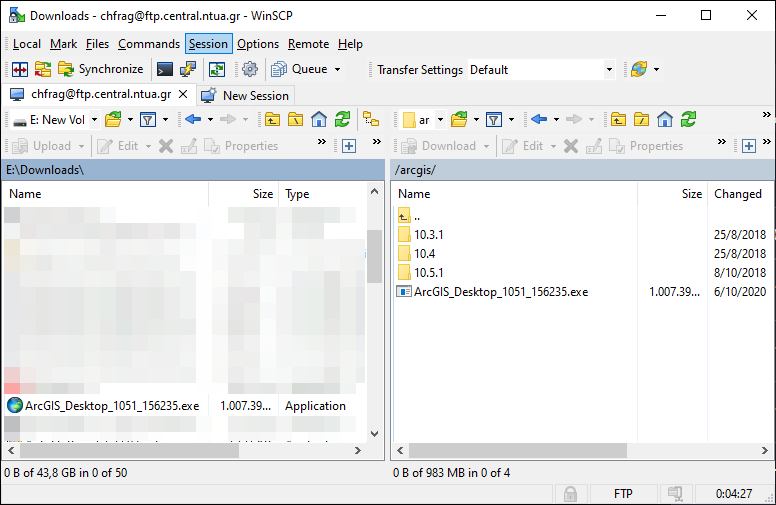 Downloads - chfrag@ftp.central.ntua.gr - WinSCP
Local Mark Files Commands Session Options Remote Help
Synchronize Queue Transfer Settings Default
chfrag@ftp.central.ntua.gr New Session
E: New Vol ar
Upload Edit Properties Download Edit Properties
E:\Downloads\ /arcgis/
Name Size Type Name Size Changed
..
10.3.1 25/8/2018
10.4 25/8/2018
10.5.1 8/10/2018
ArcGIS_Desktop_1051_156235.exe 1.007.39... 6/10/2020
ArcGIS_Desktop_1051_156235.exe 1.007.39... Application
0 B of 43,8 GB in 0 of 50 0 B of 983 MB in 0 of 4
FTP 0:04:27